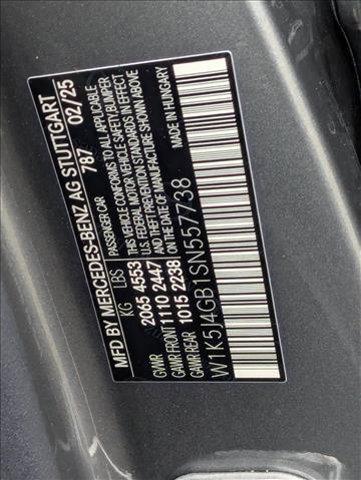 MFD BY MERCEDES-BENZ AG STUTTGART
787 02/25
PASSENGER CAR
THIS VEHICLE CONFORMS TO ALL APPLICABLE
U.S. FEDERAL MOTOR VEHICLE SAFETY BUMPER
AND THEFT PREVENTION STANDARDS IN EFFECT
ON THE DATE OF MANUFACTURE SHOWN ABOVE
MADE IN HUNGARY
KG LBS
GVWR 2065 4553
GAWR FRONT 1110 2447
GAWR REAR 1015 2238
W1K5J4GB1SN557738